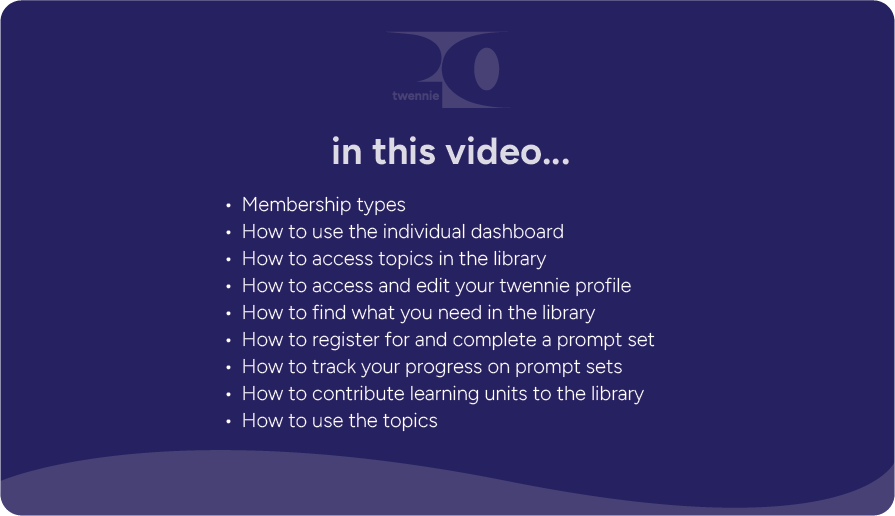 20
twennie
in this video...
• Membership types
• How to use the individual dashboard
• How to access topics in the library
• How to access and edit your twennie profile
• How to find what you need in the library
• How to register for and complete a prompt set
• How to track your progress on prompt sets
• How to contribute learning units to the library
• How to use the topics